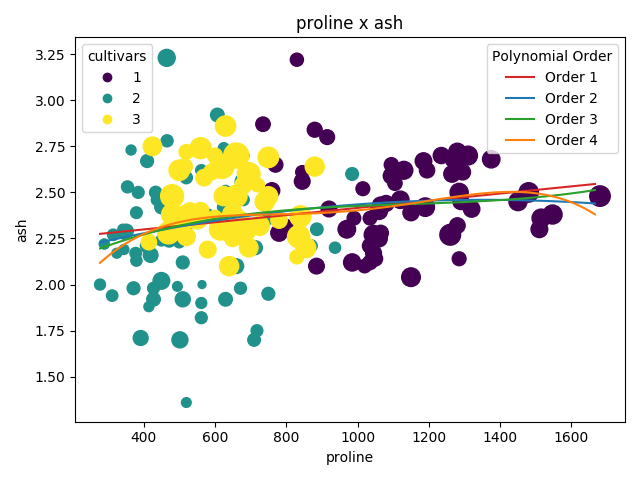 proline x ash
cultivars
1
2
3
Polynomial Order
Order 1
Order 2
Order 3
Order 4
ash
3.25
3.00
2.75
2.50
2.25
2.00
1.75
1.50
400 600 800 1000 1200 1400 1600
proline